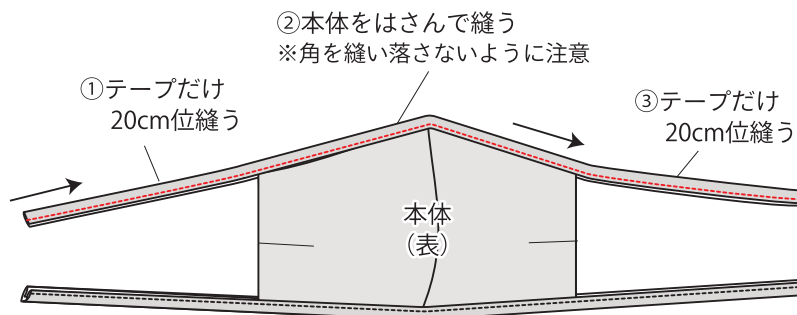 ②本体をはさんで縫う
※角を縫い落さないように注意
①テープだけ
20cm位縫う
③テープだけ
20cm位縫う
本体
（表）